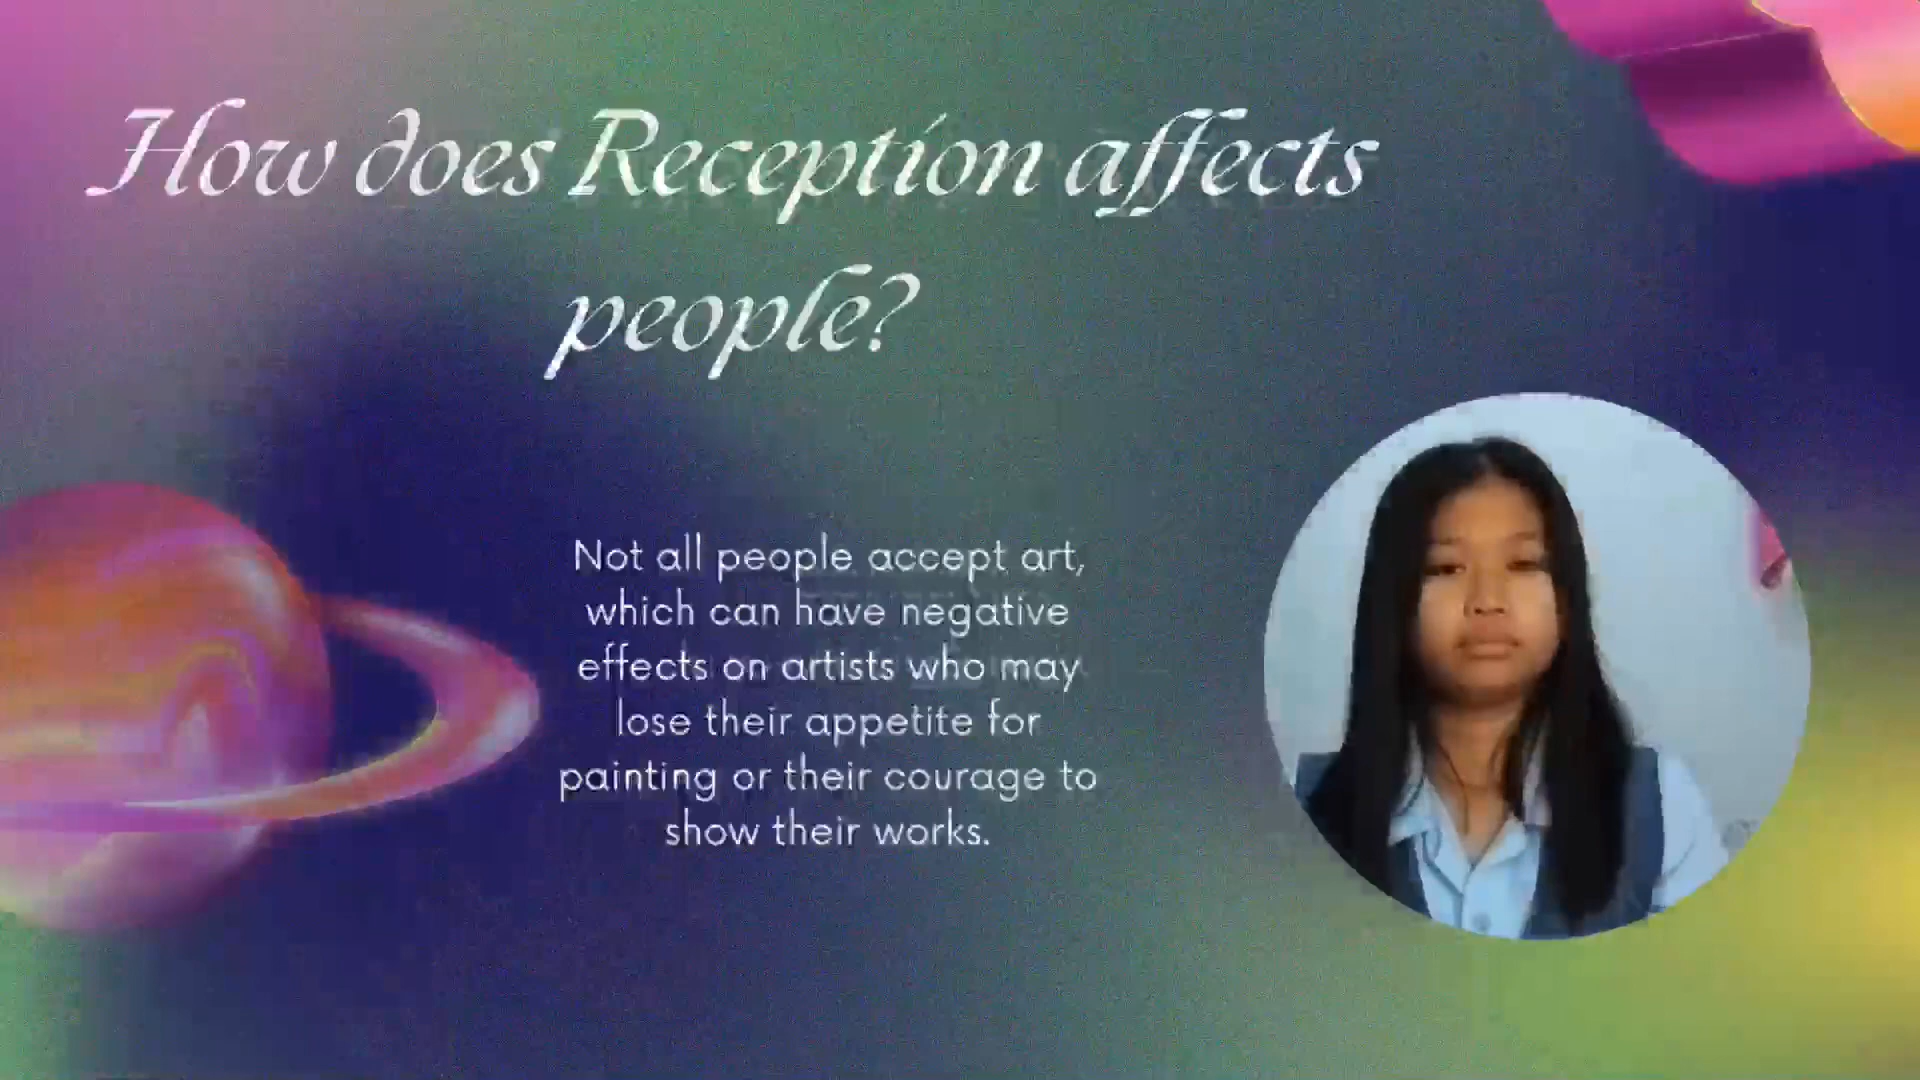 How does Reception affects
people?
Not all people accept art,
which can have negative
effects on artists who may
lose their appetite for
painting or their courage to
show their works.